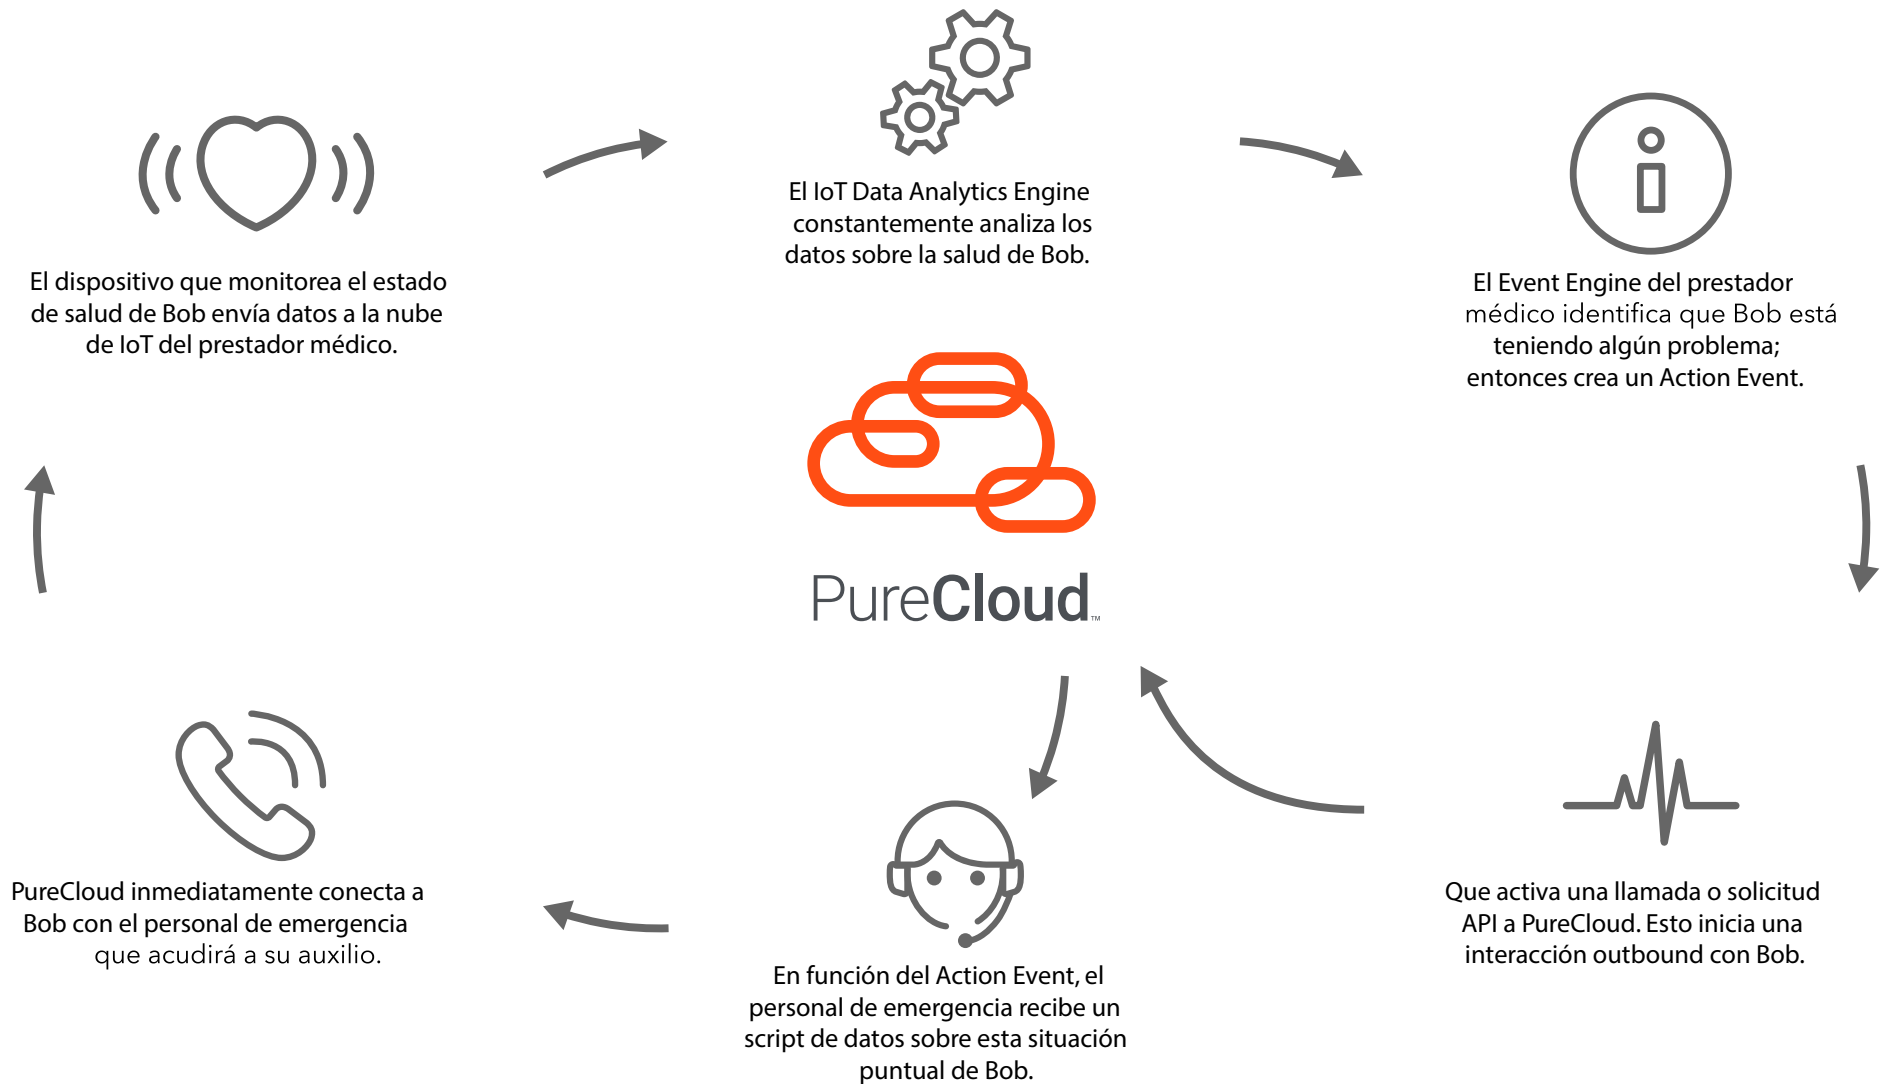 El dispositivo que monitorea el estado
de salud de Bob envía datos a la nube
de IoT del prestador médico.
El IoT Data Analytics Engine
constantemente analiza los
datos sobre la salud de Bob.
El Event Engine del prestador
médico identifica que Bob está
teniendo algún problema;
entonces crea un Action Event.
PureCloud™
Que activa una llamada o solicitud
API a PureCloud. Esto inicia una
interacción outbound con Bob.
En función del Action Event, el
personal de emergencia recibe un
script de datos sobre esta situación
puntual de Bob.
PureCloud inmediatamente conecta a
Bob con el personal de emergencia
que acudirá a su auxilio.